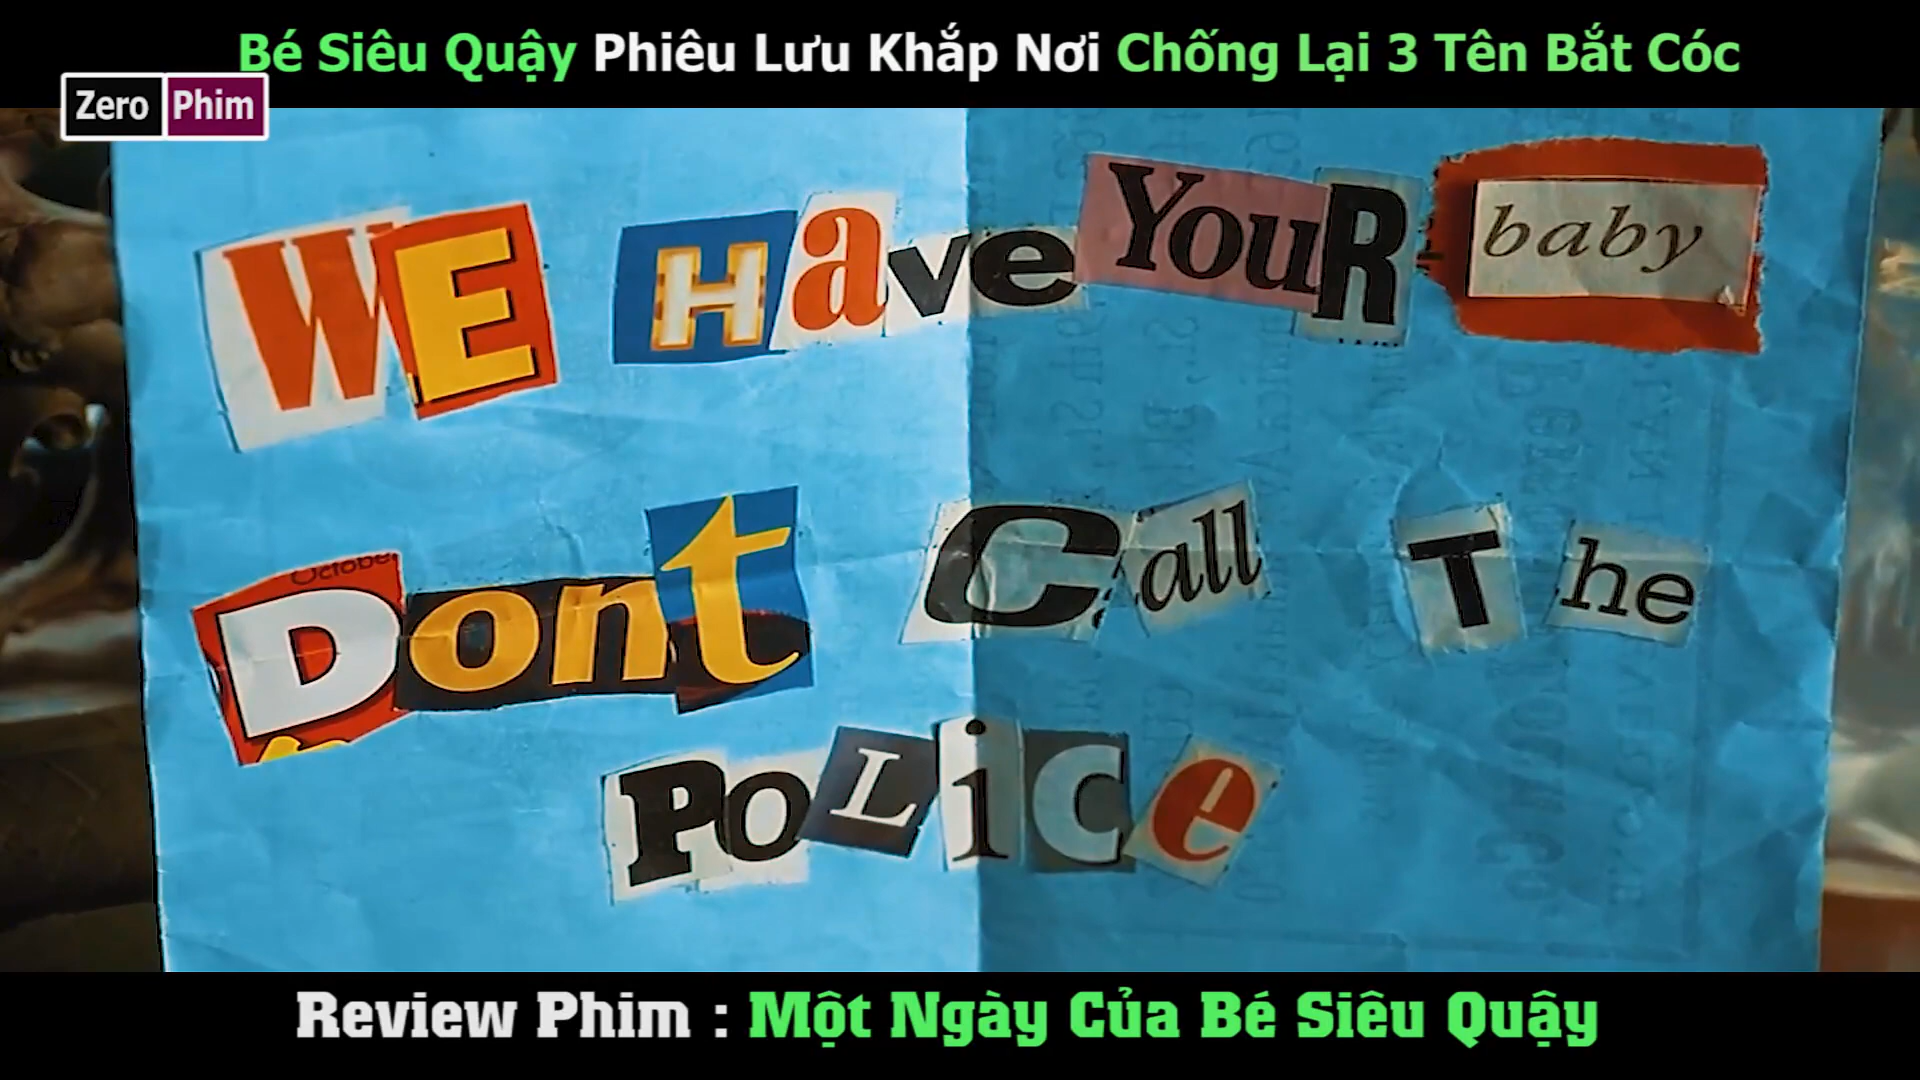 Bé Siêu Quậy Phiêu Lưu Khắp Nơi Chống Lại 3 Tên Bắt Cóc
Zero Phim
WE Have YouR baby
October
Dont Call The
PoLice
Review Phim : Một Ngày Của Bé Siêu Quậy